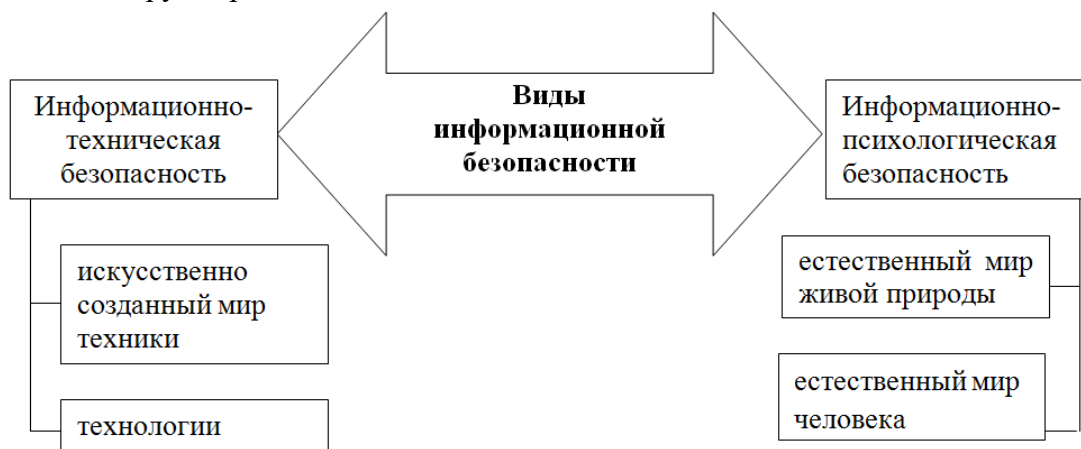 Виды
информационной
безопасности
Информационно-
техническая
безопасность
искусственно
созданный мир
техники
технологии
Информационно-
психологическая
безопасность
естественный мир
живой природы
естественный мир
человека